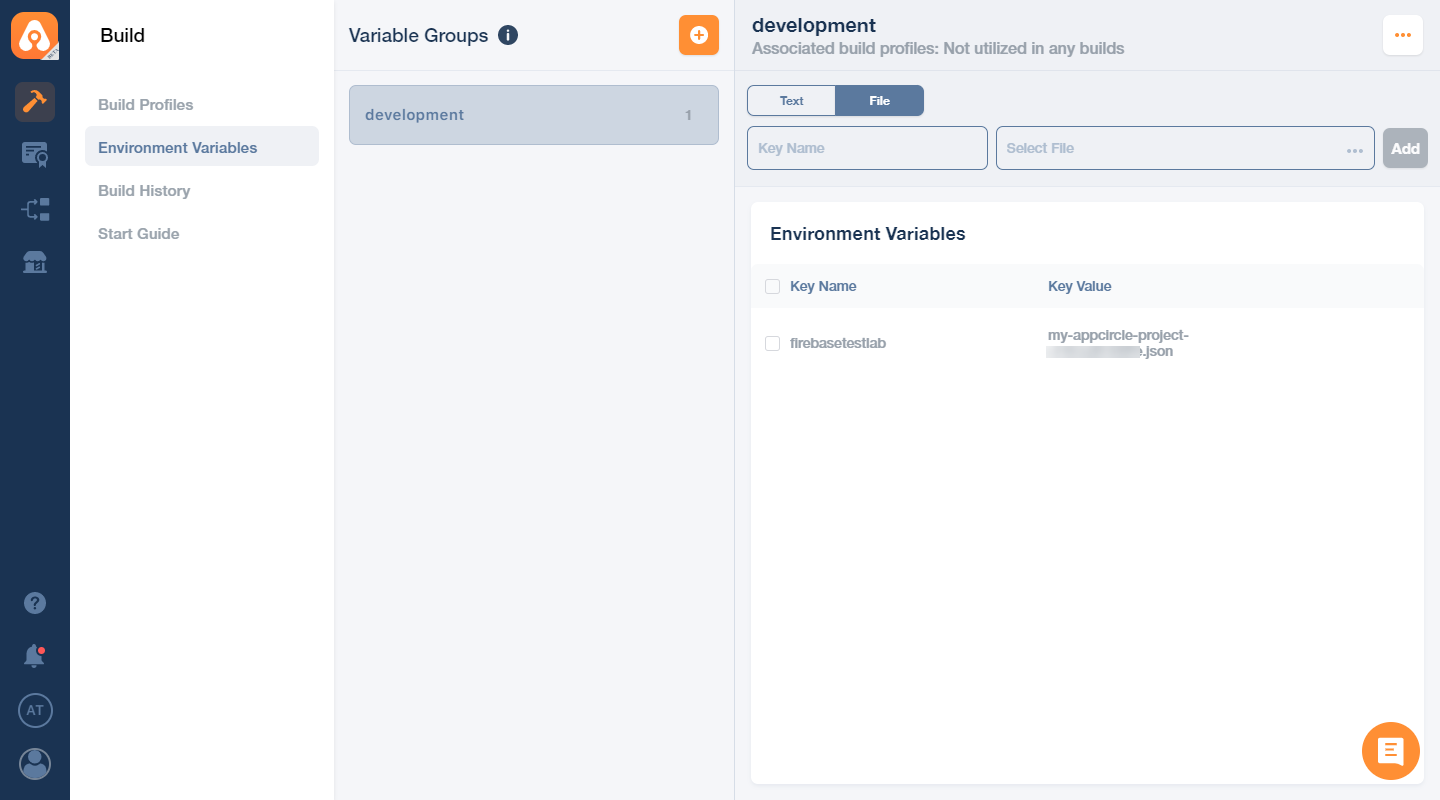 BETA
Build
Build Profiles
Environment Variables
Build History
Start Guide
?
AT
Variable Groups i
development 1
development
Associated build profiles: Not utilized in any builds
Text File
Key Name Select File Add
Environment Variables
Key Name Key Value
firebasetestlab
my-appcircle-project-
.json